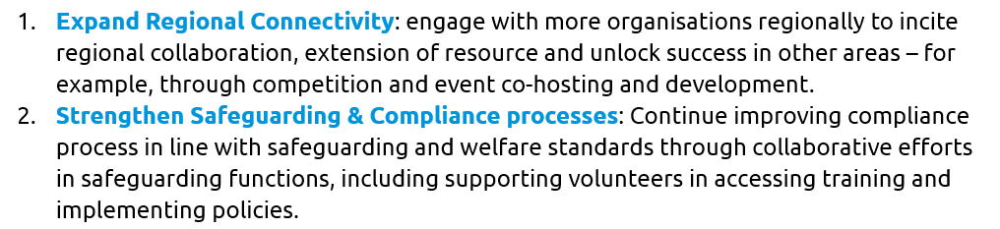 1. Expand Regional Connectivity: engage with more organisations regionally to incite
regional collaboration, extension of resource and unlock success in other areas – for
example, through competition and event co-hosting and development.
2. Strengthen Safeguarding & Compliance processes: Continue improving compliance
process in line with safeguarding and welfare standards through collaborative efforts
in safeguarding functions, including supporting volunteers in accessing training and
implementing policies.